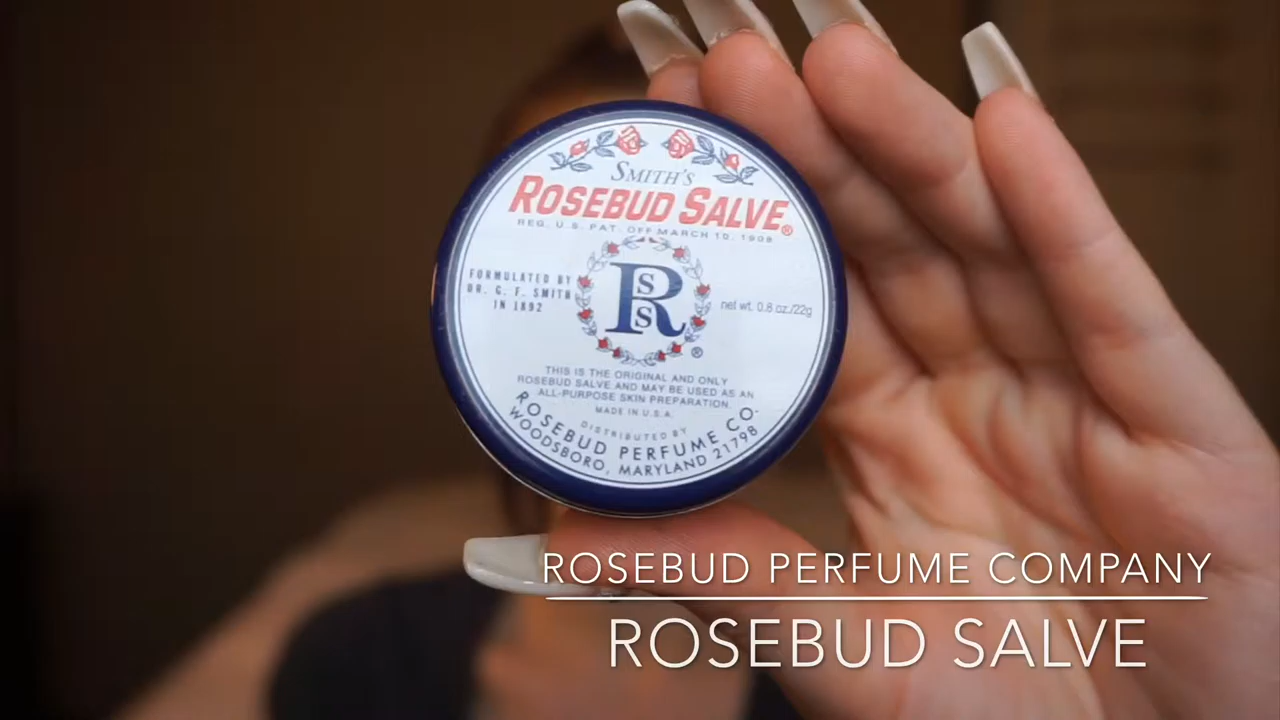 SMITH'S
ROSEBUD SALVE®
REG. U.S. PAT. OFF. MARCH 10, 1908
FORMULATED BY
DR. G. F. SMITH
IN 1892
RSS
®
net wt. 0.8 oz./22g
THIS IS THE ORIGINAL AND ONLY
ROSEBUD SALVE AND MAY BE USED AS AN
ALL-PURPOSE SKIN PREPARATION.
MADE IN U.S.A.
DISTRIBUTED BY
ROSEBUD PERFUME CO.
WOODSBORO, MARYLAND 21798
ROSEBUD PERFUME COMPANY
ROSEBUD SALVE